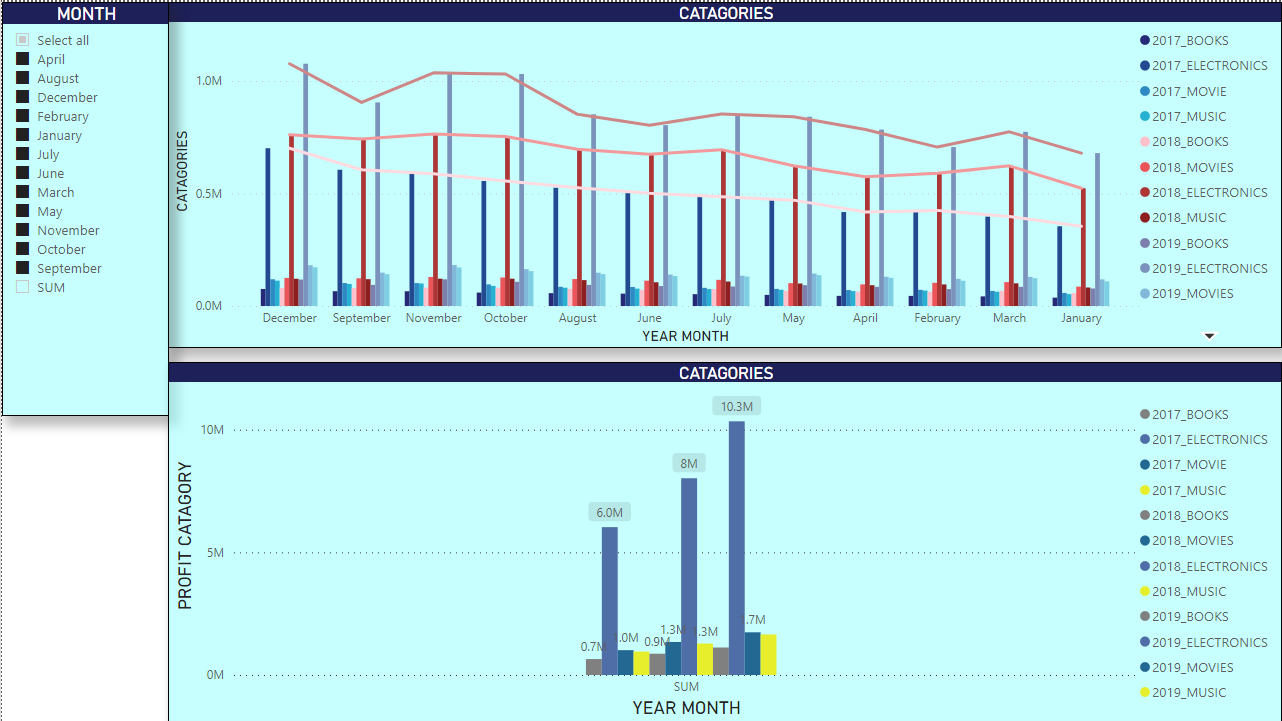 MONTH
Select all
April
August
December
February
January
July
June
March
May
November
October
September
SUM
CATAGORIES
CATAGORIES
1.0M
0.5M
0.0M
December September November October August June July May April February March January
YEAR MONTH
2017_BOOKS
2017_ELECTRONICS
2017_MOVIE
2017_MUSIC
2018_BOOKS
2018_MOVIES
2018_ELECTRONICS
2018_MUSIC
2019_BOOKS
2019_ELECTRONICS
2019_MOVIES
CATAGORIES
PROFIT CATAGORY
10M
5M
0M
10.3M
8M
6.0M
0.7M
1.0M
0.9M
1.3M
1.3M
1.7M
SUM
YEAR MONTH
2017_BOOKS
2017_ELECTRONICS
2017_MOVIE
2017_MUSIC
2018_BOOKS
2018_MOVIES
2018_ELECTRONICS
2018_MUSIC
2019_BOOKS
2019_ELECTRONICS
2019_MOVIES
2019_MUSIC